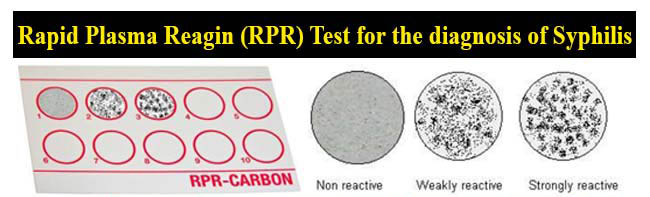 Rapid Plasma Reagin (RPR) Test for the diagnosis of Syphilis
1 2 3 4 5
6 7 8 9 10
RPR-CARBON
Non reactive Weakly reactive Strongly reactive